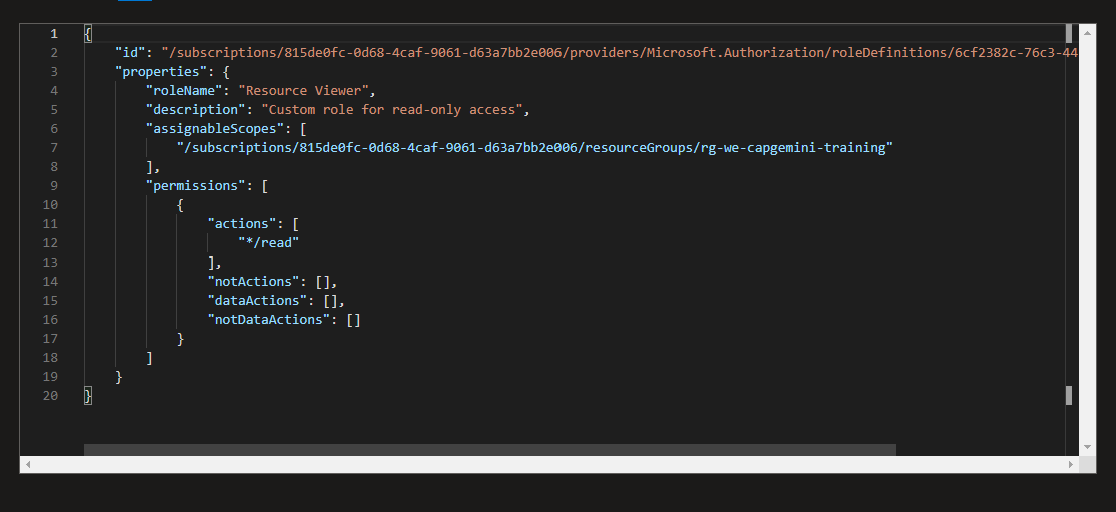 1 {
2 "id": "/subscriptions/815de0fc-0d68-4caf-9061-d63a7bb2e006/providers/Microsoft.Authorization/roleDefinitions/6cf2382c-76c3-44
3 "properties": {
4 "roleName": "Resource Viewer",
5 "description": "Custom role for read-only access",
6 "assignableScopes": [
7 "/subscriptions/815de0fc-0d68-4caf-9061-d63a7bb2e006/resourceGroups/rg-we-capgemini-training"
8 ],
9 "permissions": [
10 {
11 "actions": [
12 "*/read"
13 ],
14 "notActions": [],
15 "dataActions": [],
16 "notDataActions": []
17 }
18 ]
19 }
20 }